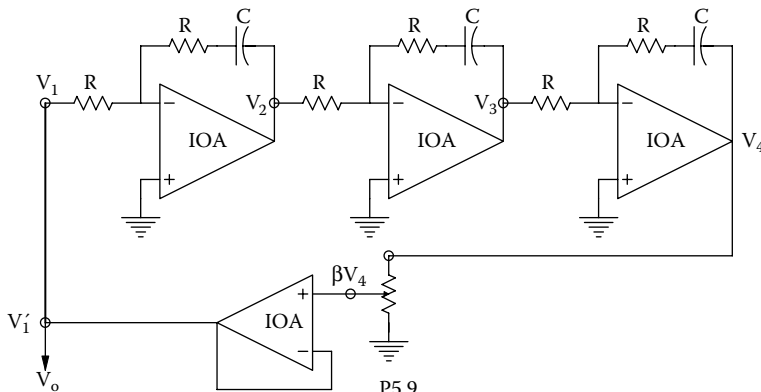 R C R C R C
V1 R V2 R V3 R V4
− − −
IOA IOA IOA
+ + +
βV4
+
V1′ IOA
−
Vo
P5.9